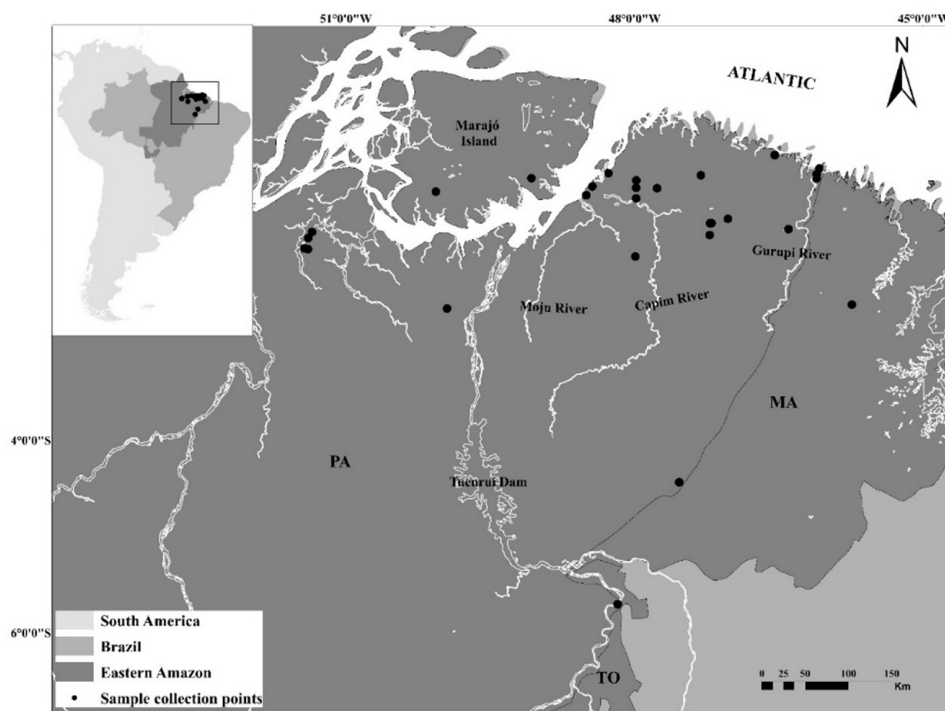 51°0'0"W
48°0'0"W
45°0'0"W
N
ATLANTIC
Marajó
Island
Gurupi River
Moju River
Capim River
MA
4°0'0"S
PA
Tucuruí Dam
6°0'0"S
South America
Brazil
Eastern Amazon
Sample collection points
TO
0 25 50 100 150
Km